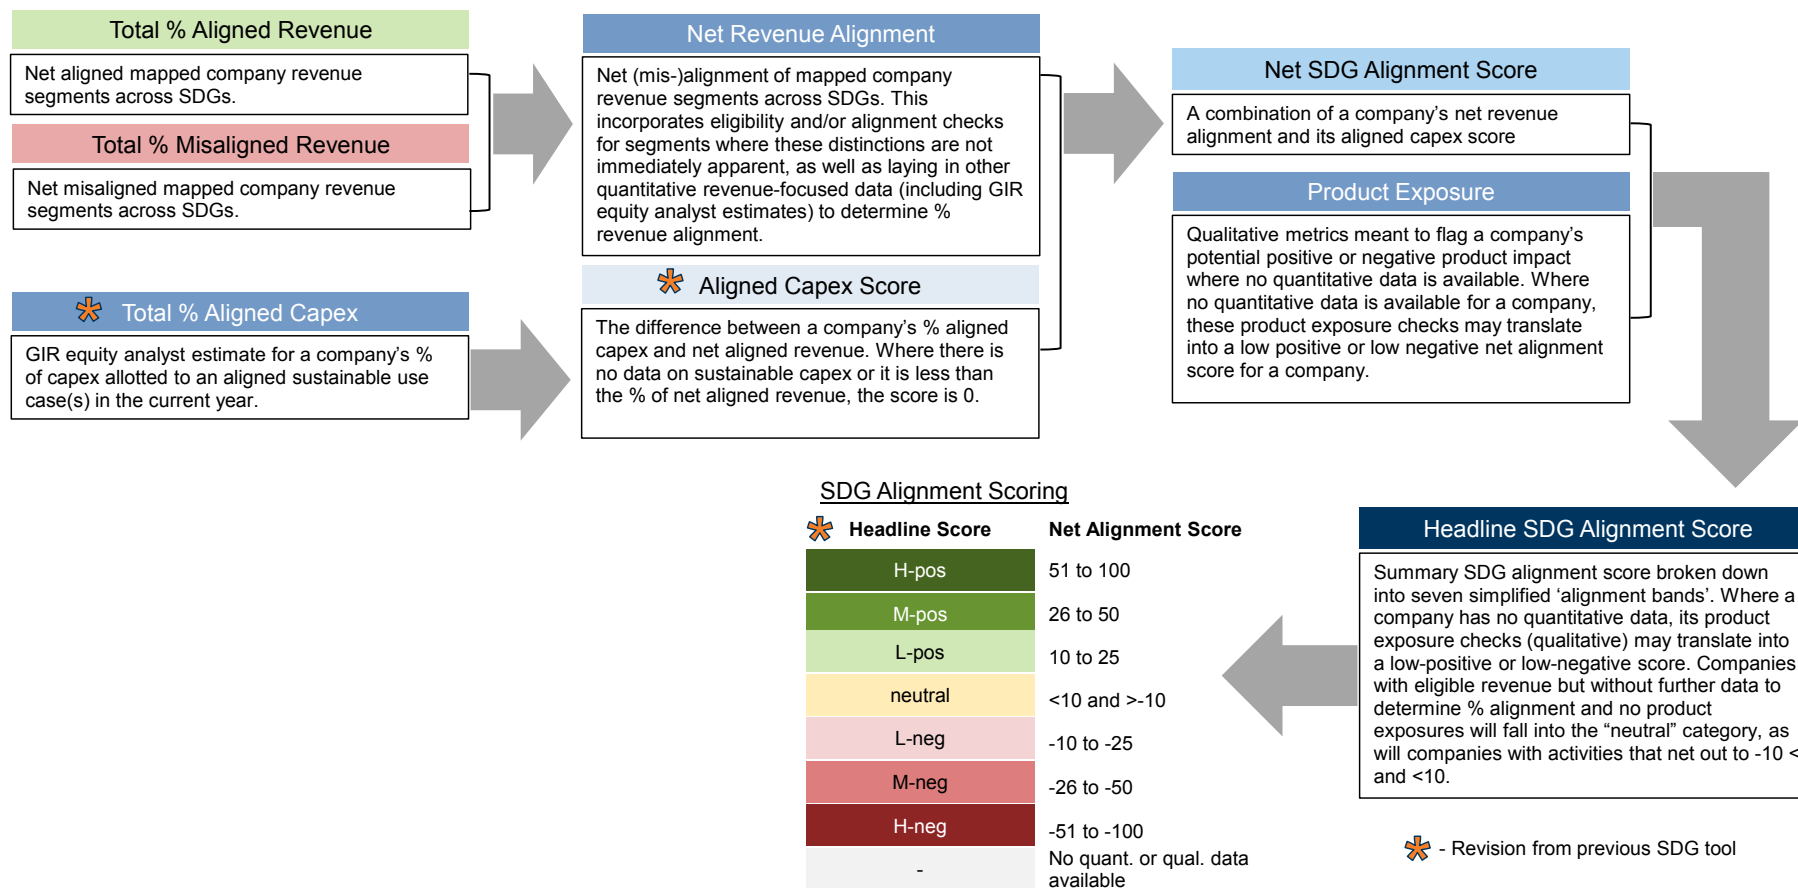 Total % Aligned Revenue
Net aligned mapped company revenue
segments across SDGs.
Total % Misaligned Revenue
Net misaligned mapped company revenue
segments across SDGs.
Total % Aligned Capex
GIR equity analyst estimate for a company's %
of capex allotted to an aligned sustainable use
case(s) in the current year.
Net Revenue Alignment
Net (mis-)alignment of mapped company
revenue segments across SDGs. This
incorporates eligibility and/or alignment checks
for segments where these distinctions are not
immediately apparent, as well as laying in other
quantitative revenue-focused data (including GIR
equity analyst estimates) to determine %
revenue alignment.
Aligned Capex Score
The difference between a company's % aligned
capex and net aligned revenue. Where there is
no data on sustainable capex or it is less than
the % of net aligned revenue, the score is 0.
Net SDG Alignment Score
A combination of a company's net revenue
alignment and its aligned capex score
Product Exposure
Qualitative metrics meant to flag a company's
potential positive or negative product impact
where no quantitative data is available. Where
no quantitative data is available for a company,
these product exposure checks may translate
into a low positive or low negative net alignment
score for a company.
Headline SDG Alignment Score
Summary SDG alignment score broken down
into seven simplified 'alignment bands'. Where a
company has no quantitative data, its product
exposure checks (qualitative) may translate into
a low-positive or low-negative score. Companies
with eligible revenue but without further data to
determine % alignment and no product
exposures will fall into the “neutral” category, as
will companies with activities that net out to -10 <
and <10.
SDG Alignment Scoring
Headline Score Net Alignment Score
H-pos 51 to 100
M-pos 26 to 50
L-pos 10 to 25
neutral <10 and >-10
L-neg -10 to -25
M-neg -26 to -50
H-neg -51 to -100
- No quant. or qual. data
available
- Revision from previous SDG tool